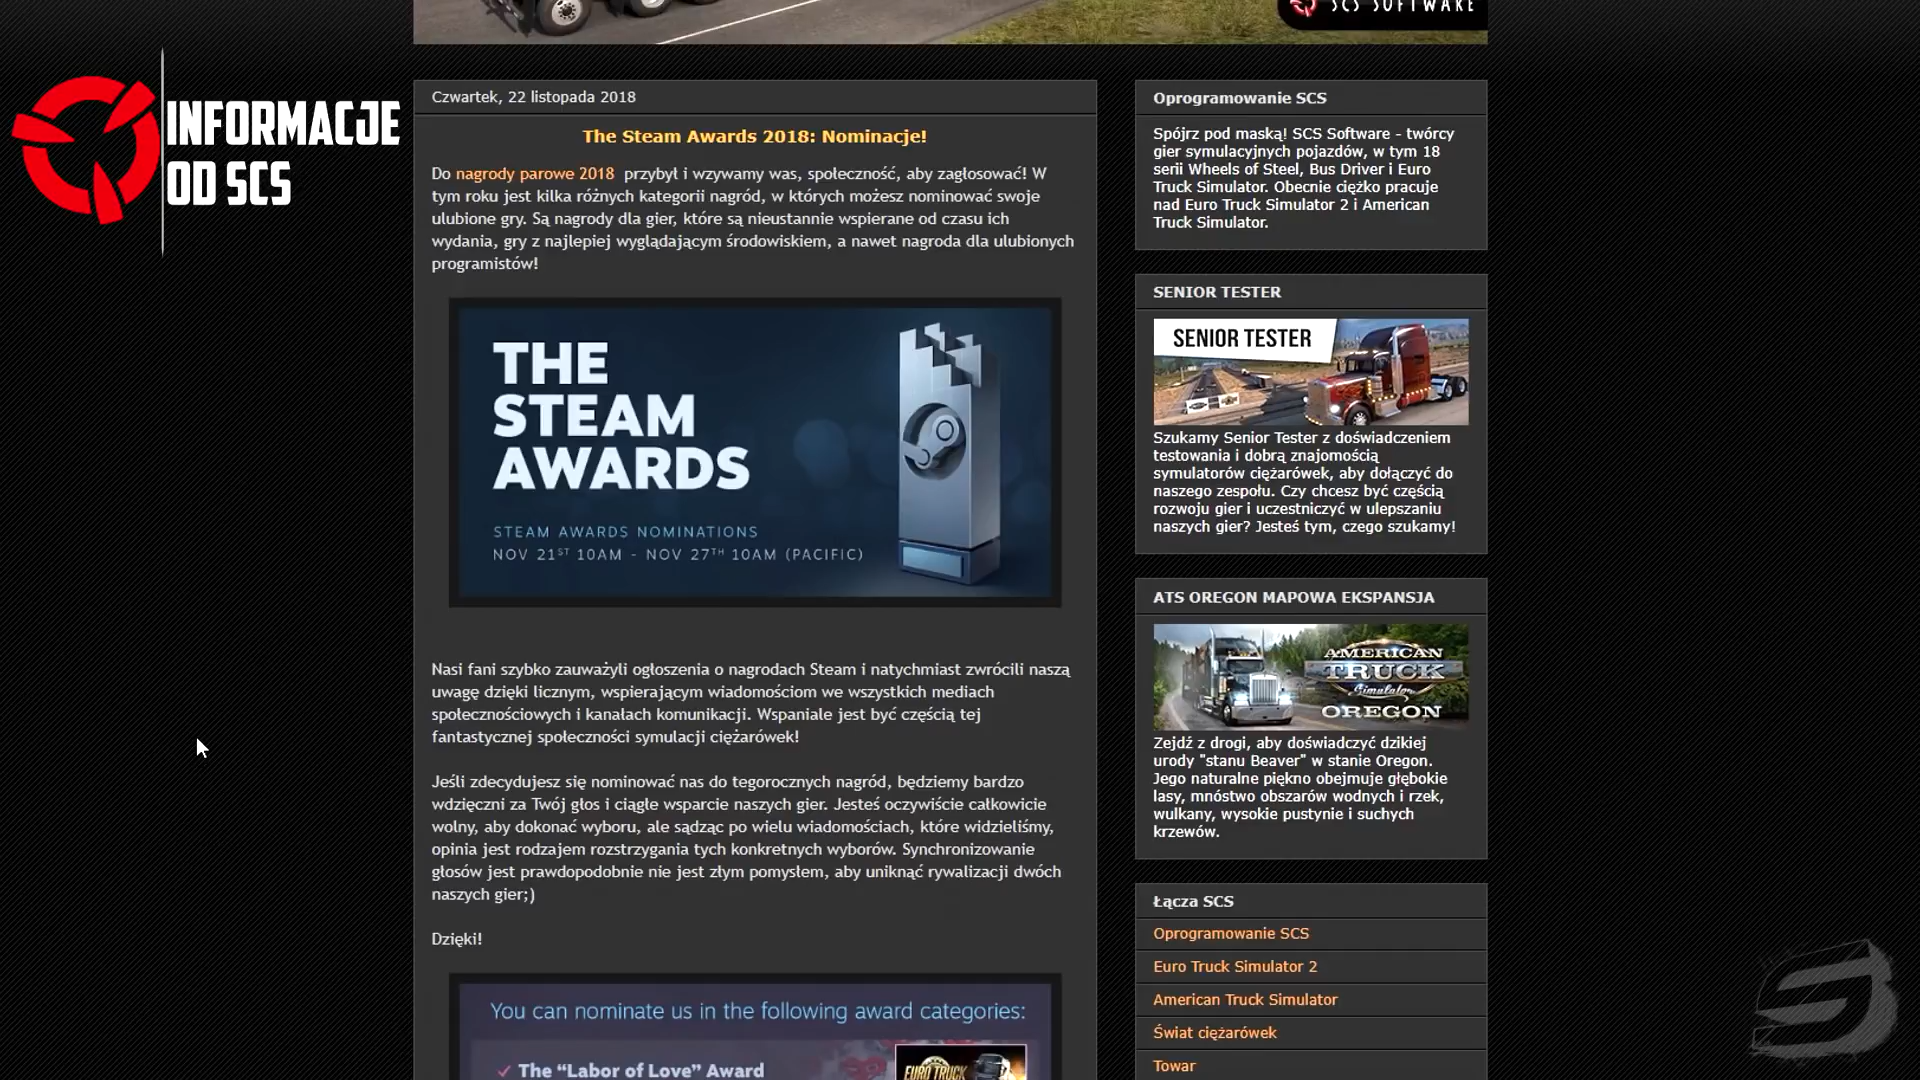 SCS SOFTWARE
INFORMACJE
OD SCS
Czwartek, 22 listopada 2018
The Steam Awards 2018: Nominacje!
Do nagrody parowe 2018 przybył i wzywamy was, społeczność, aby zagłosować! W
tym roku jest kilka różnych kategorii nagród, w których możesz nominować swoje
ulubione gry. Są nagrody dla gier, które są nieustannie wspierane od czasu ich
wydania, gry z najlepiej wyglądającym środowiskiem, a nawet nagroda dla ulubionych
programistów!
THE
STEAM
AWARDS
STEAM AWARDS NOMINATIONS
NOV 21ST 10AM - NOV 27TH 10AM (PACIFIC)
Nasi fani szybko zauważyli ogłoszenia o nagrodach Steam i natychmiast zwrócili naszą
uwagę dzięki licznym, wspierającym wiadomościom we wszystkich mediach
społecznościowych i kanałach komunikacji. Wspaniale jest być częścią tej
fantastycznej społeczności symulacji ciężarówek!
Jeśli zdecydujesz się nominować nas do tegorocznych nagród, będziemy bardzo
wdzięczni za Twój głos i ciągłe wsparcie naszych gier. Jesteś oczywiście całkowicie
wolny, aby dokonać wyboru, ale sądząc po wielu wiadomościach, które widzieliśmy,
opinia jest rodzajem rozstrzygania tych konkretnych wyborów. Synchronizowanie
głosów jest prawdopodobnie nie jest złym pomysłem, aby uniknąć rywalizacji dwóch
naszych gier;)
Dzięki!
You can nominate us in the following award categories:
The “Labor of Love” Award
EURO TRUCK
Oprogramowanie SCS
Spójrz pod maską! SCS Software - twórcy
gier symulacyjnych pojazdów, w tym 18
serii Wheels of Steel, Bus Driver i Euro
Truck Simulator. Obecnie ciężko pracuje
nad Euro Truck Simulator 2 i American
Truck Simulator.
SENIOR TESTER
SENIOR TESTER
Szukamy Senior Tester z doświadczeniem
testowania i dobrą znajomością
symulatorów ciężarówek, aby dołączyć do
naszego zespołu. Czy chcesz być częścią
rozwoju gier i uczestniczyć w ulepszaniu
naszych gier? Jesteś tym, czego szukamy!
ATS OREGON MAPOWA EKSPANSJA
AMERICAN
TRUCK
Simulator
OREGON
Zejdź z drogi, aby doświadczyć dzikiej
urody "stanu Beaver" w stanie Oregon.
Jego naturalne piękno obejmuje głębokie
lasy, mnóstwo obszarów wodnych i rzek,
wulkany, wysokie pustynie i suchych
krzewów.
Łącza SCS
Oprogramowanie SCS
Euro Truck Simulator 2
American Truck Simulator
Świat ciężarówek
Towar